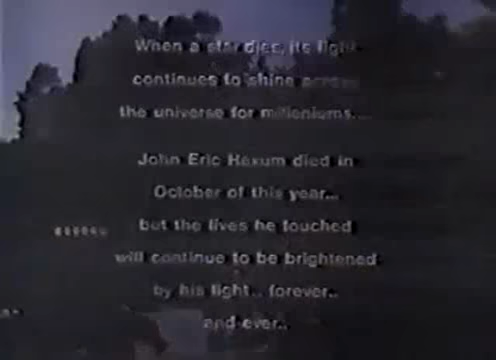 When a star dies, its light
continues to shine across
the universe for milleniums...
John Eric Hexum died in
October of this year...
but the lives he touched
will continue to be brightened
by his light.. forever..
and ever..